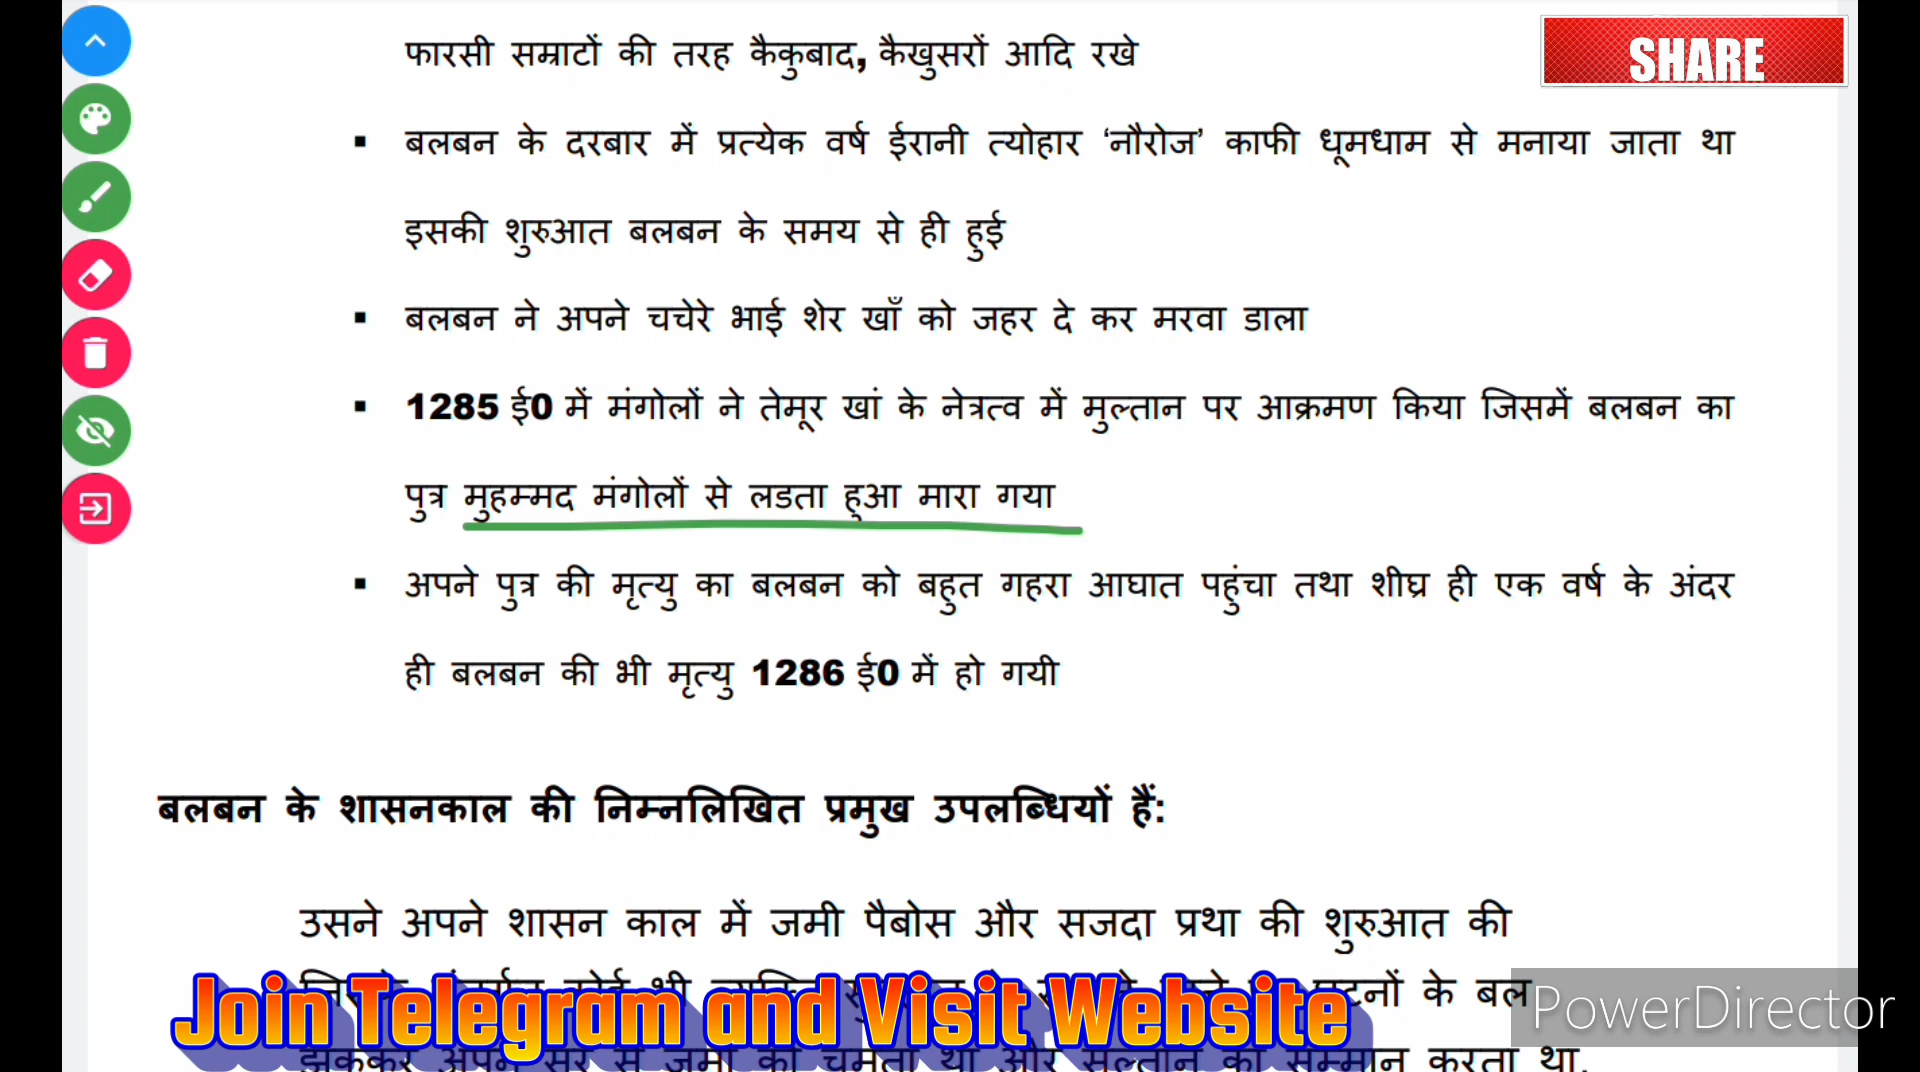 फारसी सम्राटों की तरह कैकुबाद, कैखुसरों आदि रखे
SHARE
▪ बलबन के दरबार में प्रत्येक वर्ष ईरानी त्योहार ‘नौरोज’ काफी धूमधाम से मनाया जाता था
इसकी शुरुआत बलबन के समय से ही हुई
▪ बलबन ने अपने चचेरे भाई शेर खाँ को जहर दे कर मरवा डाला
▪ 1285 ई0 में मंगोलों ने तेमूर खां के नेत्रत्व में मुल्तान पर आक्रमण किया जिसमें बलबन का
पुत्र मुहम्मद मंगोलों से लडता हुआ मारा गया
▪ अपने पुत्र की मृत्यु का बलबन को बहुत गहरा आघात पहुंचा तथा शीघ्र ही एक वर्ष के अंदर
ही बलबन की भी मृत्यु 1286 ई0 में हो गयी
बलबन के शासनकाल की निम्नलिखित प्रमुख उपलब्धियों हैं:
उसने अपने शासन काल में जमी पैबोस और सजदा प्रथा की शुरुआत की
कोई भी के बल
Join Telegram and Visit Website
PowerDirector
था और करता था.